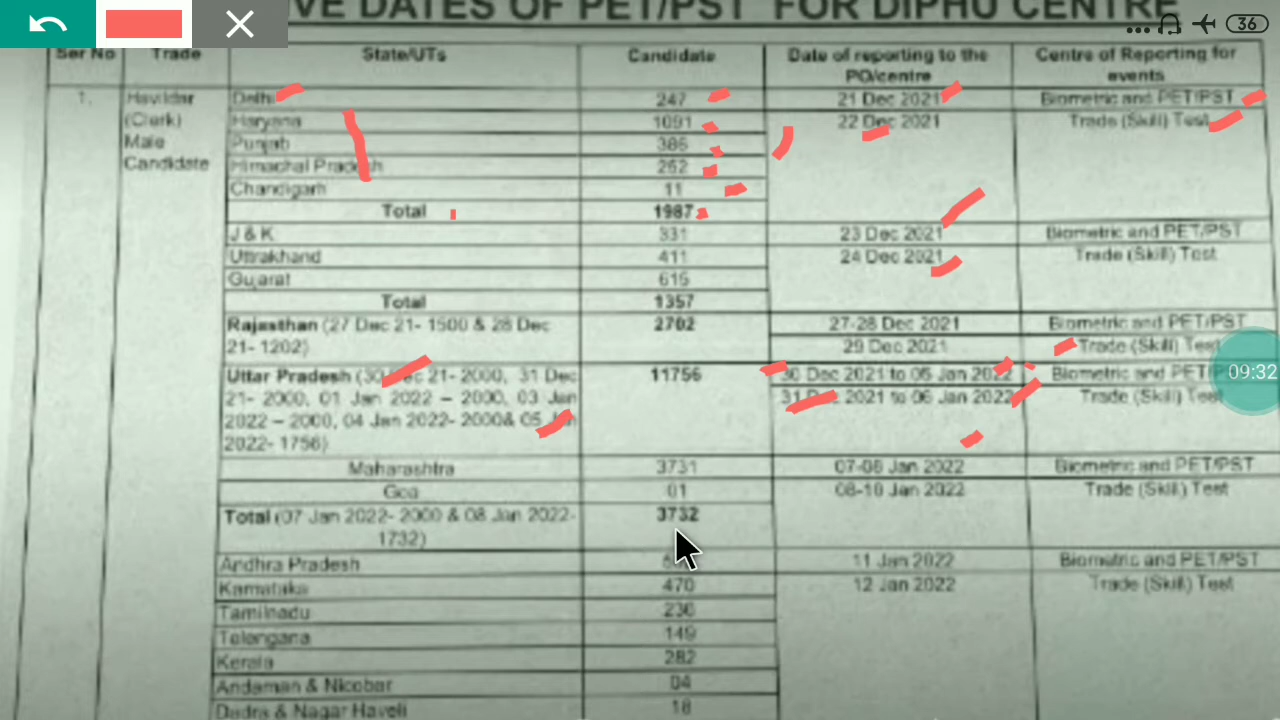 VE DATES OF PET/PST FOR DIPHU CENTRE
36
Ser No Trade State/UTs Candidate Date of reporting to the PO/centre Centre of Reporting for events
1. Havildar (Clerk) Male Candidate
Delhi 247 21 Dec 2021 Biometric and PET/PST
Haryana 1091 22 Dec 2021 Trade (Skill) Test
Punjab 386
Himachal Pradesh 252
Chandigarh 11
Total 1987
J & K 331 23 Dec 2021 Biometric and PET/PST
Uttrakhand 411 24 Dec 2021 Trade (Skill) Test
Gujarat 615
Total 1357
Rajasthan (27 Dec 21- 1500 & 28 Dec 2702 27-28 Dec 2021 Biometric and PET/PST
21- 1202) 29 Dec 2021 Trade (Skill) Test
Uttar Pradesh (30 Dec 21- 2000, 31 Dec 11756 30 Dec 2021 to 05 Jan 2022 Biometric and
21- 2000, 01 Jan 2022 – 2000, 03 Jan 31 Dec 2021 to 06 Jan 2022 Trade (Skill) Test
2022 – 2000, 04 Jan 2022- 2000& 05 Jan
2022- 1756)
09:32
Maharashtra 3731 07-08 Jan 2022 Biometric and PET/PST
Goa 01 08-10 Jan 2022 Trade (Skill) Test
Total (07 Jan 2022- 2000 & 08 Jan 2022- 3732
1732)
Andhra Pradesh 11 Jan 2022 Biometric and PET/PST
Karnataka 470 12 Jan 2022 Trade (Skill) Test
Tamilnadu 236
Telengana 149
Kerala 282
Andaman & Nicobar 04
Dadra & Nagar Haveli 18